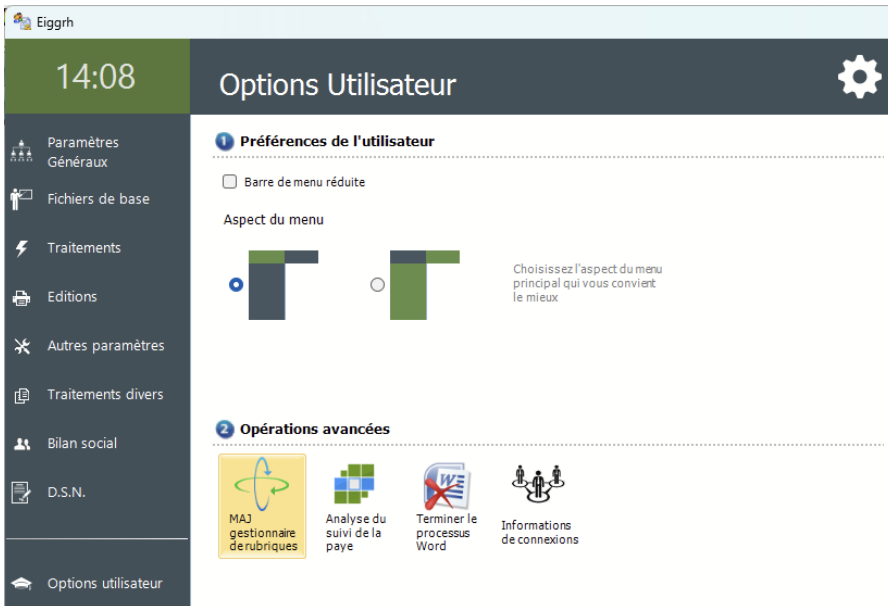 Eiggrh
14:08
Options Utilisateur
Paramètres
Généraux
Fichiers de base
Traitements
Editions
Autres paramètres
Traitements divers
Bilan social
D.S.N.
Options utilisateur
1 Préférences de l'utilisateur
Barre de menu réduite
Aspect du menu
Choisissez l'aspect du menu
principal qui vous convient
le mieux
2 Opérations avancées
MAJ
gestionnaire
de rubriques
Analyse du
suivi de la
paye
Terminer le
processus
Word
Informations
de connexions